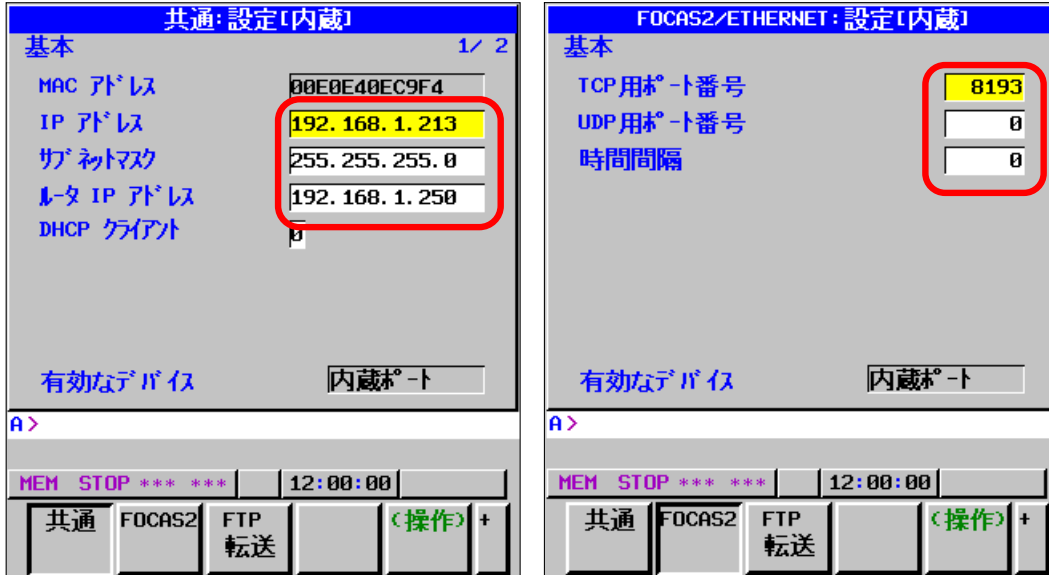 共通:設定[内蔵]
基本 1/ 2
MAC アドレス 00E0E40EC9F4
IP アドレス 192.168.1.213
サブネットマスク 255.255.255.0
ルータ IP アドレス 192.168.1.250
DHCP クライアント 0
有効なデバイス 内蔵ポート
A>
MEM STOP *** *** 12:00:00
共通 FOCAS2 FTP転送 (操作) +
FOCAS2/ETHERNET:設定[内蔵]
基本
TCP用ポート番号 8193
UDP用ポート番号 0
時間間隔 0
有効なデバイス 内蔵ポート
A>
MEM STOP *** *** 12:00:00
共通 FOCAS2 FTP転送 (操作) +